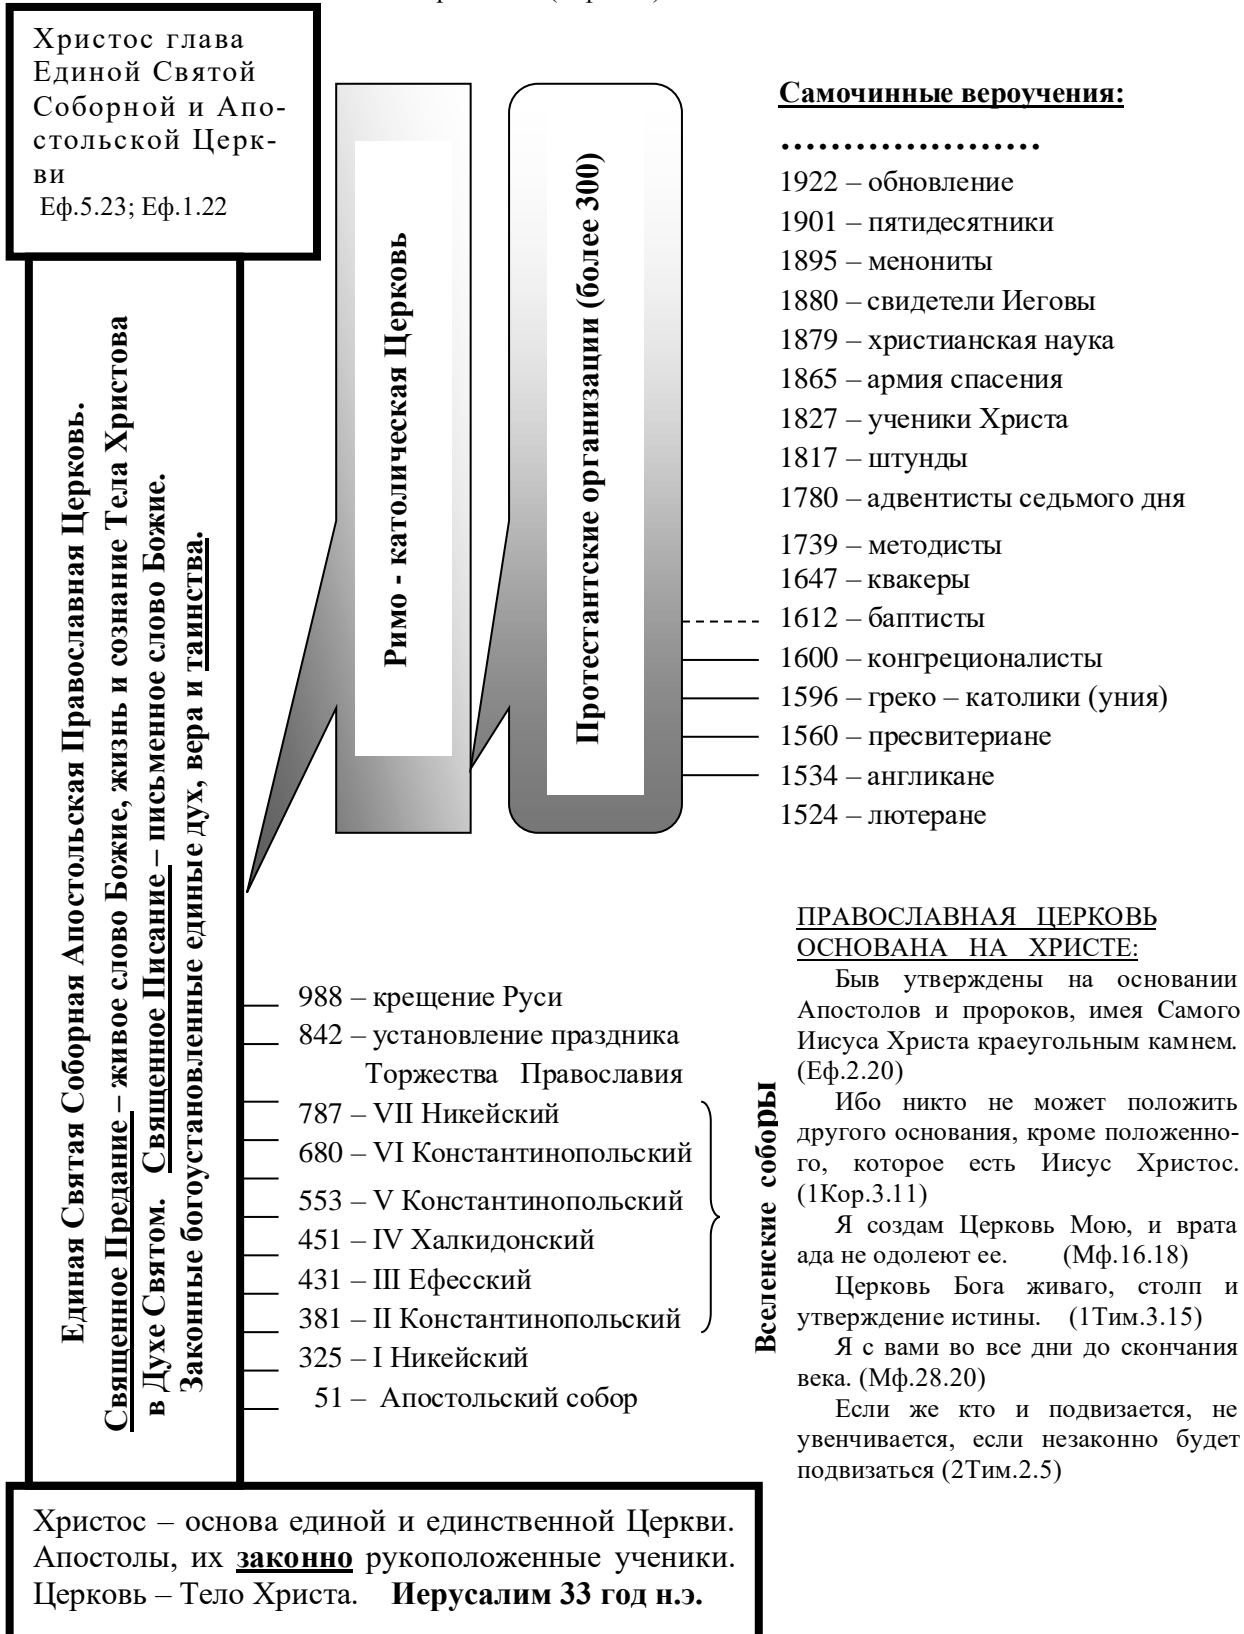 Христос глава
Единой Святой
Соборной и Апо-
стольской Церк-
ви
Еф.5.23; Еф.1.22
Единая Святая Соборная Апостольская Православная Церковь.
Священное Предание – живое слово Божие, жизнь и сознание Тела Христова
в Духе Святом. Священное Писание – письменное слово Божие.
Законные богоустановленные единые дух, вера и таинства.
Римо - католическая Церковь
Протестантские организации (более 300)
Самочинные вероучения:
.....................
1922 – обновление
1901 – пятидесятники
1895 – менониты
1880 – свидетели Иеговы
1879 – христианская наука
1865 – армия спасения
1827 – ученики Христа
1817 – штунды
1780 – адвентисты седьмого дня
1739 – методисты
1647 – квакеры
1612 – баптисты
1600 – конгреционалисты
1596 – греко – католики (уния)
1560 – пресвитериане
1534 – англикане
1524 – лютеране
988 – крещение Руси
842 – установление праздника
Торжества Православия
787 – VII Никейский
680 – VI Константинопольский
553 – V Константинопольский
451 – IV Халкидонский
431 – III Ефесский
381 – II Константинопольский
325 – I Никейский
51 – Апостольский собор
Вселенские соборы
ПРАВОСЛАВНАЯ ЦЕРКОВЬ
ОСНОВАНА НА ХРИСТЕ:
Быв утверждены на основании
Апостолов и пророков, имея Самого
Иисуса Христа краеугольным камнем.
(Еф.2.20)
Ибо никто не может положить
другого основания, кроме положенно-
го, которое есть Иисус Христос.
(1Кор.3.11)
Я создам Церковь Мою, и врата
ада не одолеют ее. (Мф.16.18)
Церковь Бога живаго, столп и
утверждение истины. (1Тим.3.15)
Я с вами во все дни до скончания
века. (Мф.28.20)
Если же кто и подвизается, не
увенчивается, если незаконно будет
подвизаться (2Тим.2.5)
Христос – основа единой и единственной Церкви.
Апостолы, их законно рукоположенные ученики.
Церковь – Тело Христа. Иерусалим 33 год н.э.